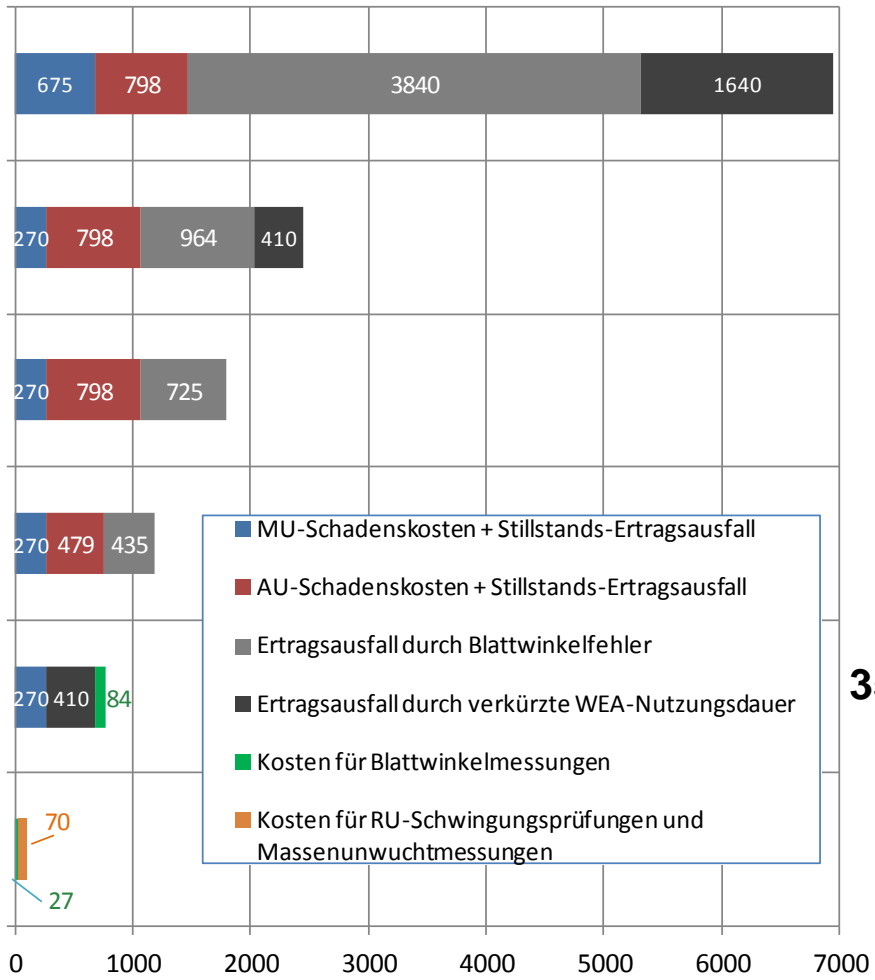 675 798 3840 1640
270 798 964 410
270 798 725
270 479 435
MU-Schadenskosten + Stillstands-Ertragsausfall
AU-Schadenskosten + Stillstands-Ertragsausfall
Ertragsausfall durch Blattwinkelfehler
Ertragsausfall durch verkürzte WEA-Nutzungsdauer
Kosten für Blattwinkelmessungen
Kosten für RU-Schwingungsprüfungen und
Massenunwuchtmessungen
270 410 84
3
70
27
0 1000 2000 3000 4000 5000 6000 7000